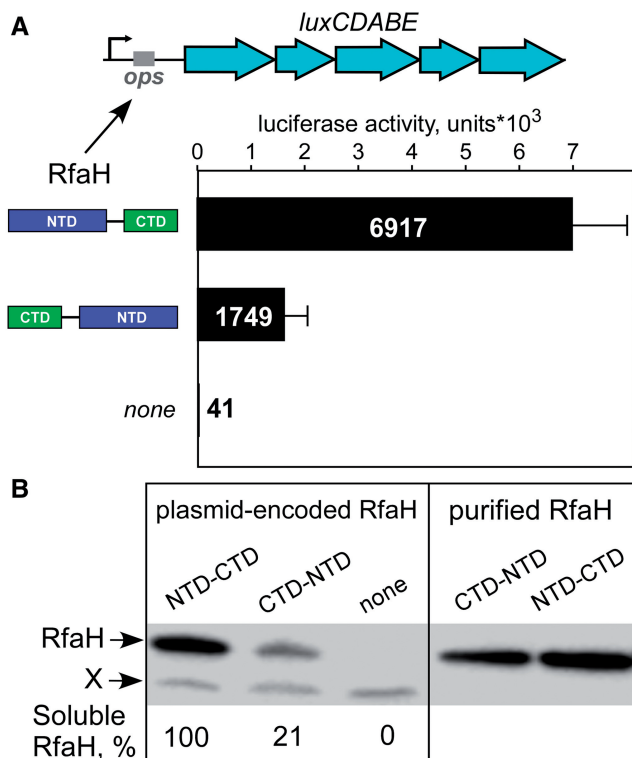 A
luxCDABE
ops
RfaH
luciferase activity, units*10³
0 1 2 3 4 5 6 7
NTD CTD
6917
CTD NTD
1749
none
41
B
plasmid-encoded RfaH
purified RfaH
NTD-CTD
CTD-NTD
none
CTD-NTD
NTD-CTD
RfaH
X
Soluble
RfaH, %
100 21 0